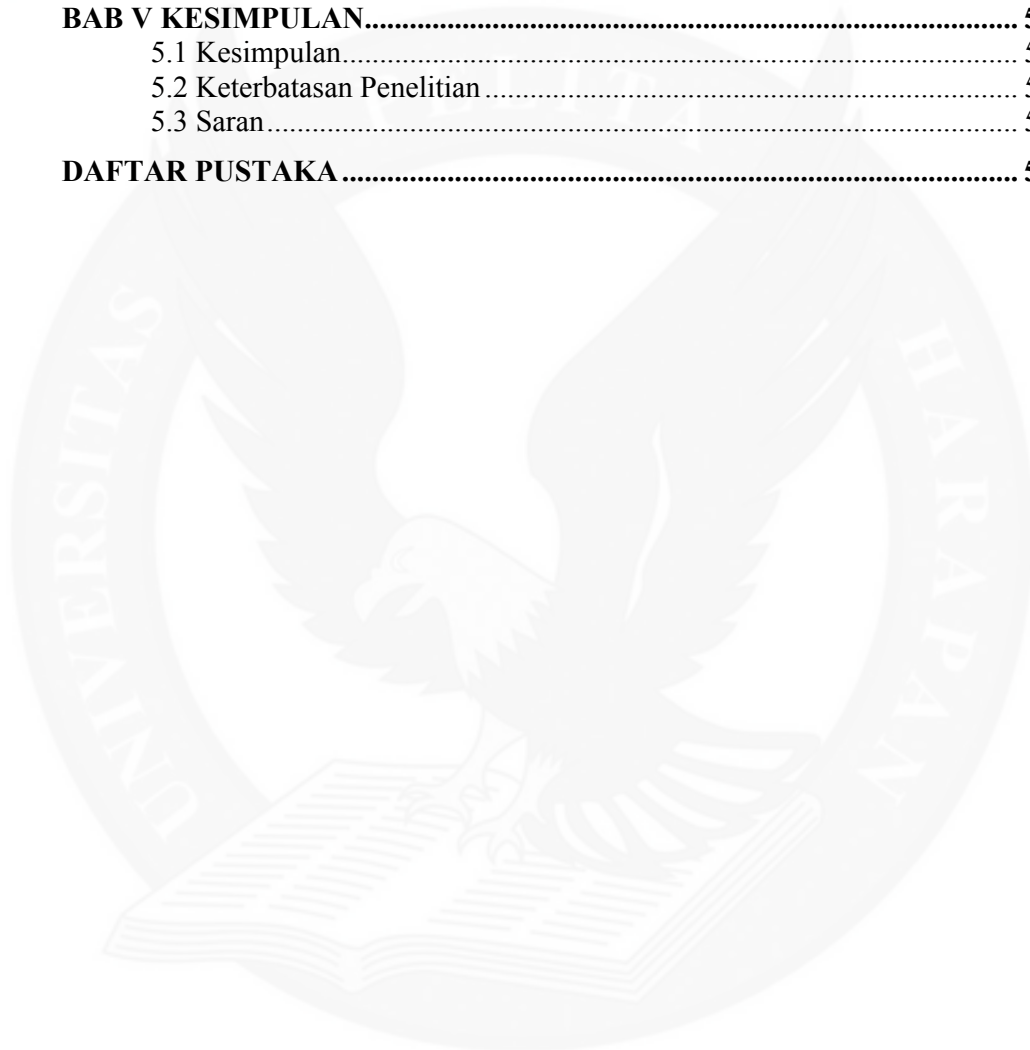 BAB V KESIMPULAN.......................................................................................... 5
5.1 Kesimpulan.......................................................................................... 5
5.2 Keterbatasan Penelitian.......................................................................... 5
5.3 Saran.......................................................................................... 5
DAFTAR PUSTAKA.......................................................................................... 5
UNIVERSITAS PELITA HARAPAN